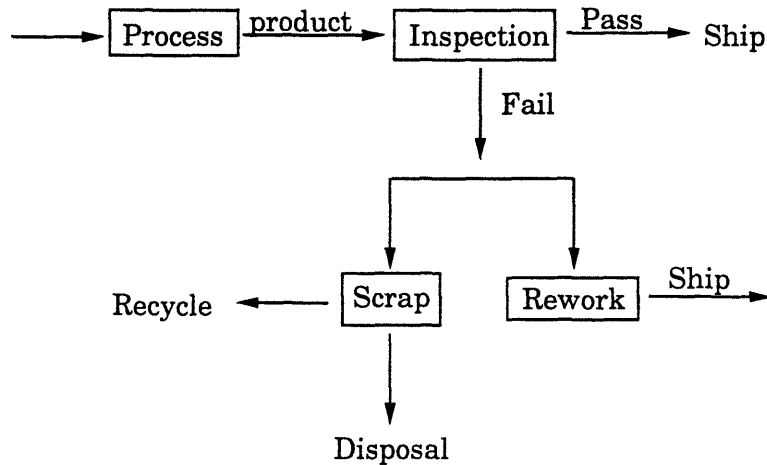 Process
product
Inspection
Pass
Ship
Fail
Recycle
Scrap
Rework
Ship
Disposal